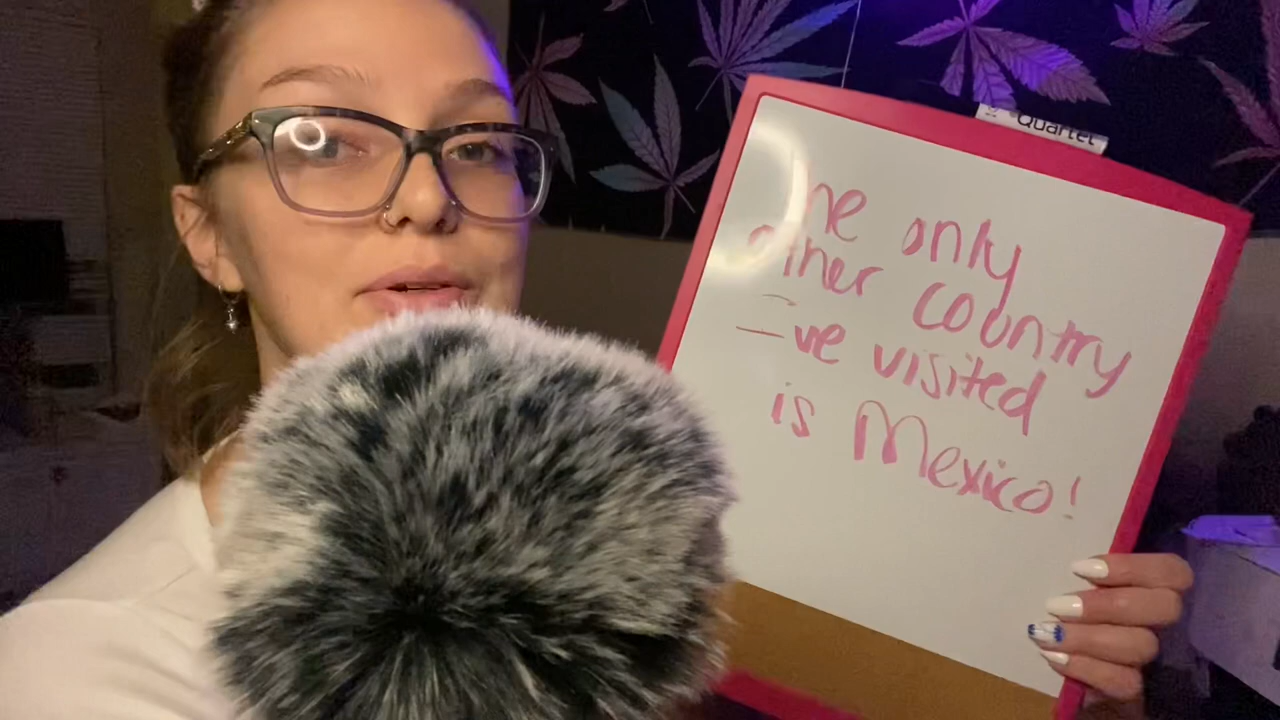 Quartet
The only
other country
I've visited
is Mexico!